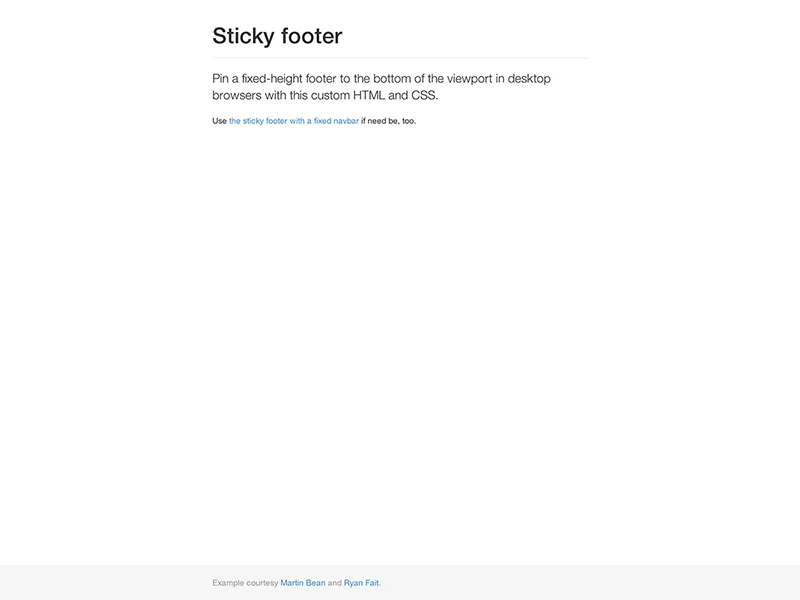 Sticky footer
Pin a fixed-height footer to the bottom of the viewport in desktop
browsers with this custom HTML and CSS.
Use the sticky footer with a fixed navbar if need be, too.
Example courtesy Martin Bean and Ryan Fait.